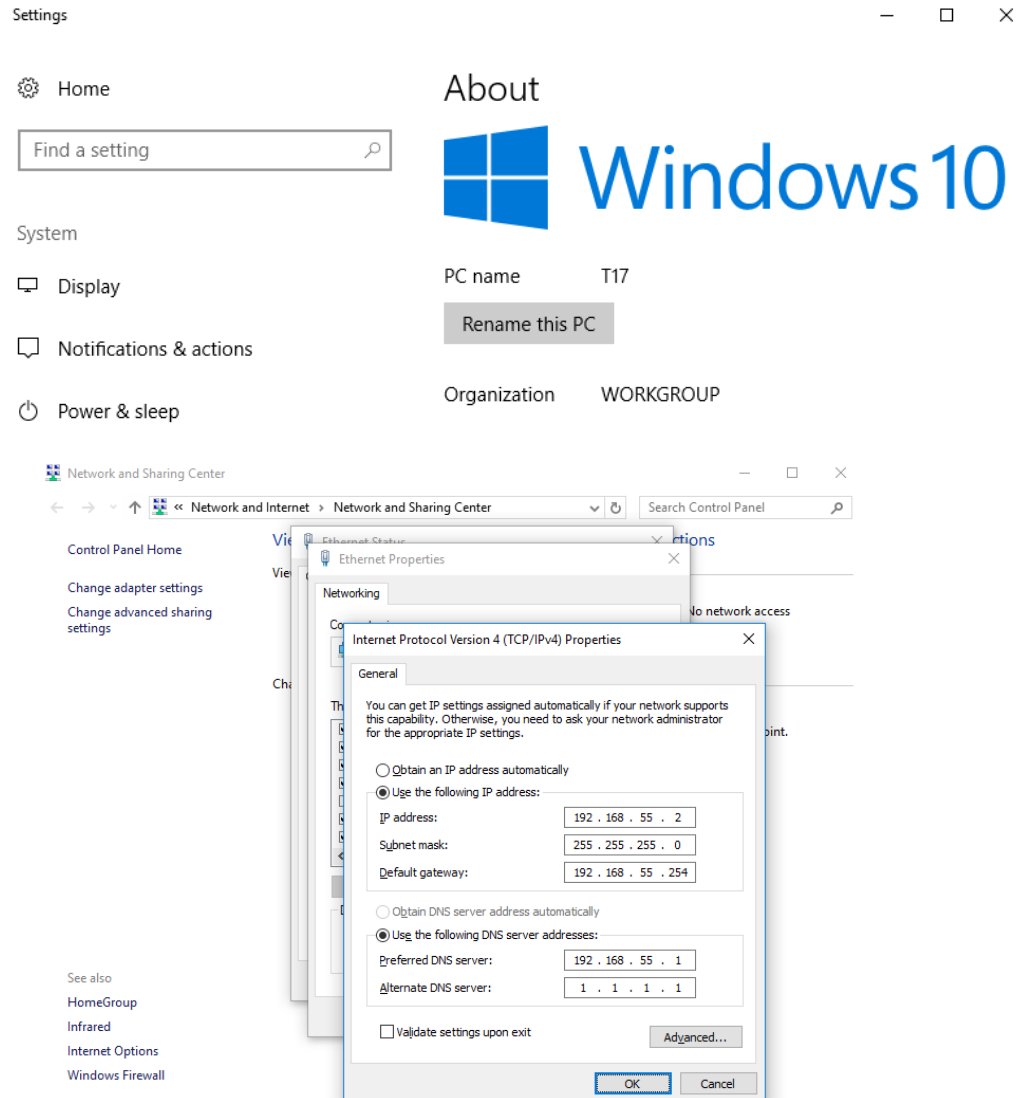 Settings
Home
Find a setting
System
Display
Notifications & actions
Power & sleep
About
Windows 10
PC name T17
Rename this PC
Organization WORKGROUP
Network and Sharing Center
« Network and Internet › Network and Sharing Center
Search Control Panel
Control Panel Home
Change adapter settings
Change advanced sharing
settings
See also
HomeGroup
Infrared
Internet Options
Windows Firewall
Ethernet Status
No network access
Ethernet Properties
Networking
Internet Protocol Version 4 (TCP/IPv4) Properties
General
You can get IP settings assigned automatically if your network supports
this capability. Otherwise, you need to ask your network administrator
for the appropriate IP settings.
Obtain an IP address automatically
Use the following IP address:
IP address: 192 . 168 . 55 . 2
Subnet mask: 255 . 255 . 255 . 0
Default gateway: 192 . 168 . 55 . 254
Obtain DNS server address automatically
Use the following DNS server addresses:
Preferred DNS server: 192 . 168 . 55 . 1
Alternate DNS server: 1 . 1 . 1 . 1
Validate settings upon exit
Advanced...
OK Cancel